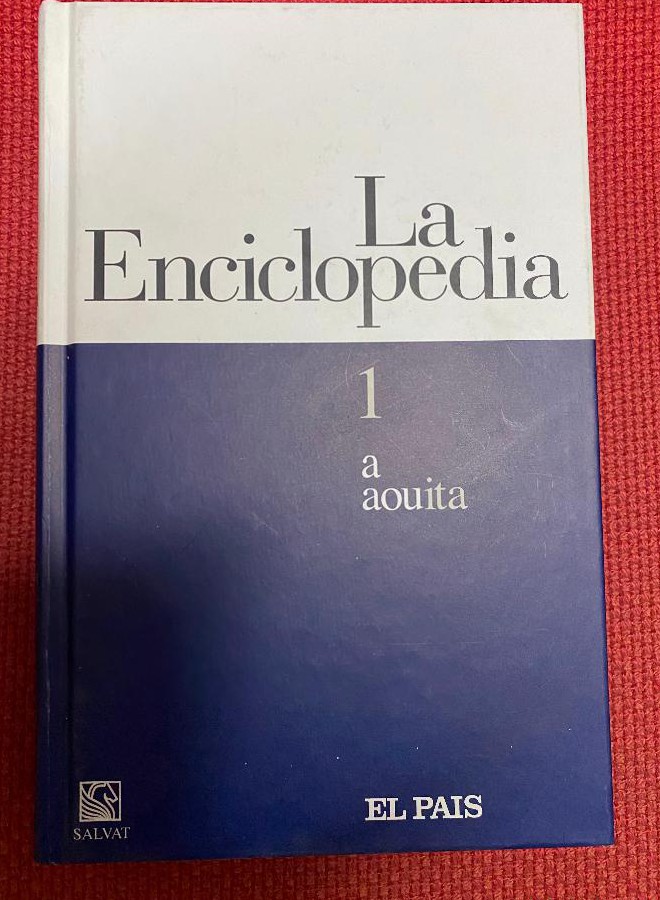 La
Enciclopedia
1
a
aouita
SALVAT
EL PAIS